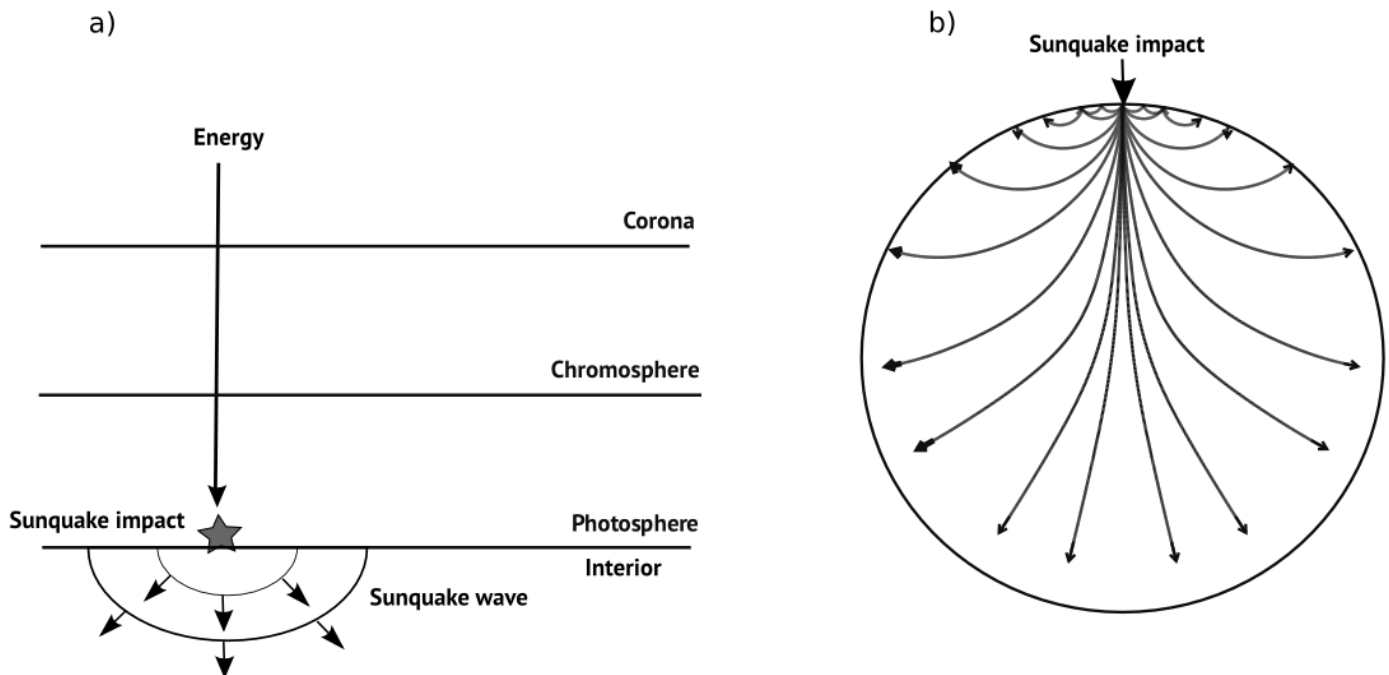 a)
Energy
Corona
Chromosphere
Sunquake impact
Photosphere
Interior
Sunquake wave
b)
Sunquake impact